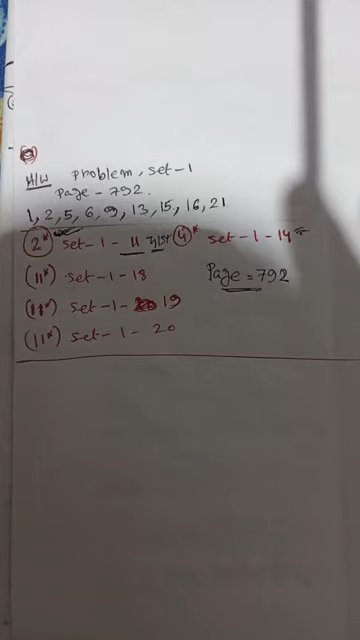 H/W Problem, set-1
Page - 792.
1, 2, 5, 6, 9, 13, 15, 16, 21
2* set-1-11 4* set-1-14
(11*) set-1-18 Page = 792
(11*) set-1-19
(11*) set-1-20